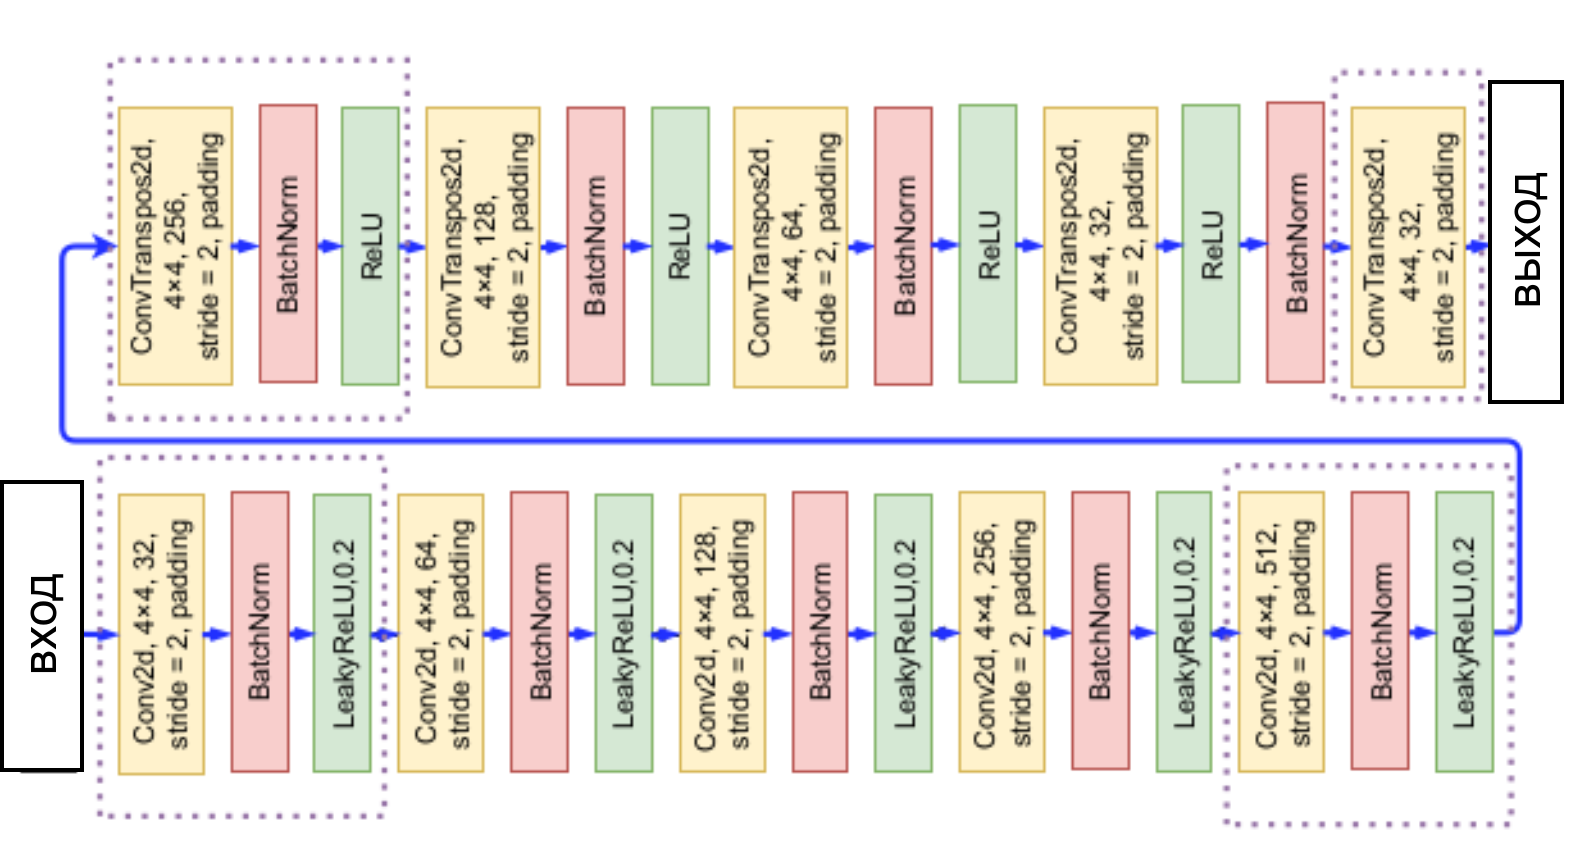 ConvTranspos2d,
4×4, 256,
stride = 2, padding
BatchNorm
ReLU
ConvTranspos2d,
4×4, 128,
stride = 2, padding
BatchNorm
ReLU
ConvTranspos2d,
4×4, 64,
stride = 2, padding
BatchNorm
ReLU
ConvTranspos2d,
4×4, 32,
stride = 2, padding
ReLU
BatchNorm
ConvTranspos2d,
4×4, 32,
stride = 2, padding
ВЫХОД
ВХОД
Conv2d, 4×4, 32,
stride = 2, padding
BatchNorm
LeakyReLU,0.2
Conv2d, 4×4, 64,
stride = 2, padding
BatchNorm
LeakyReLU,0.2
Conv2d, 4×4, 128,
stride = 2, padding
BatchNorm
LeakyReLU,0.2
Conv2d, 4×4, 256,
stride = 2, padding
BatchNorm
LeakyReLU,0.2
Conv2d, 4×4, 512,
stride = 2, padding
BatchNorm
LeakyReLU,0.2